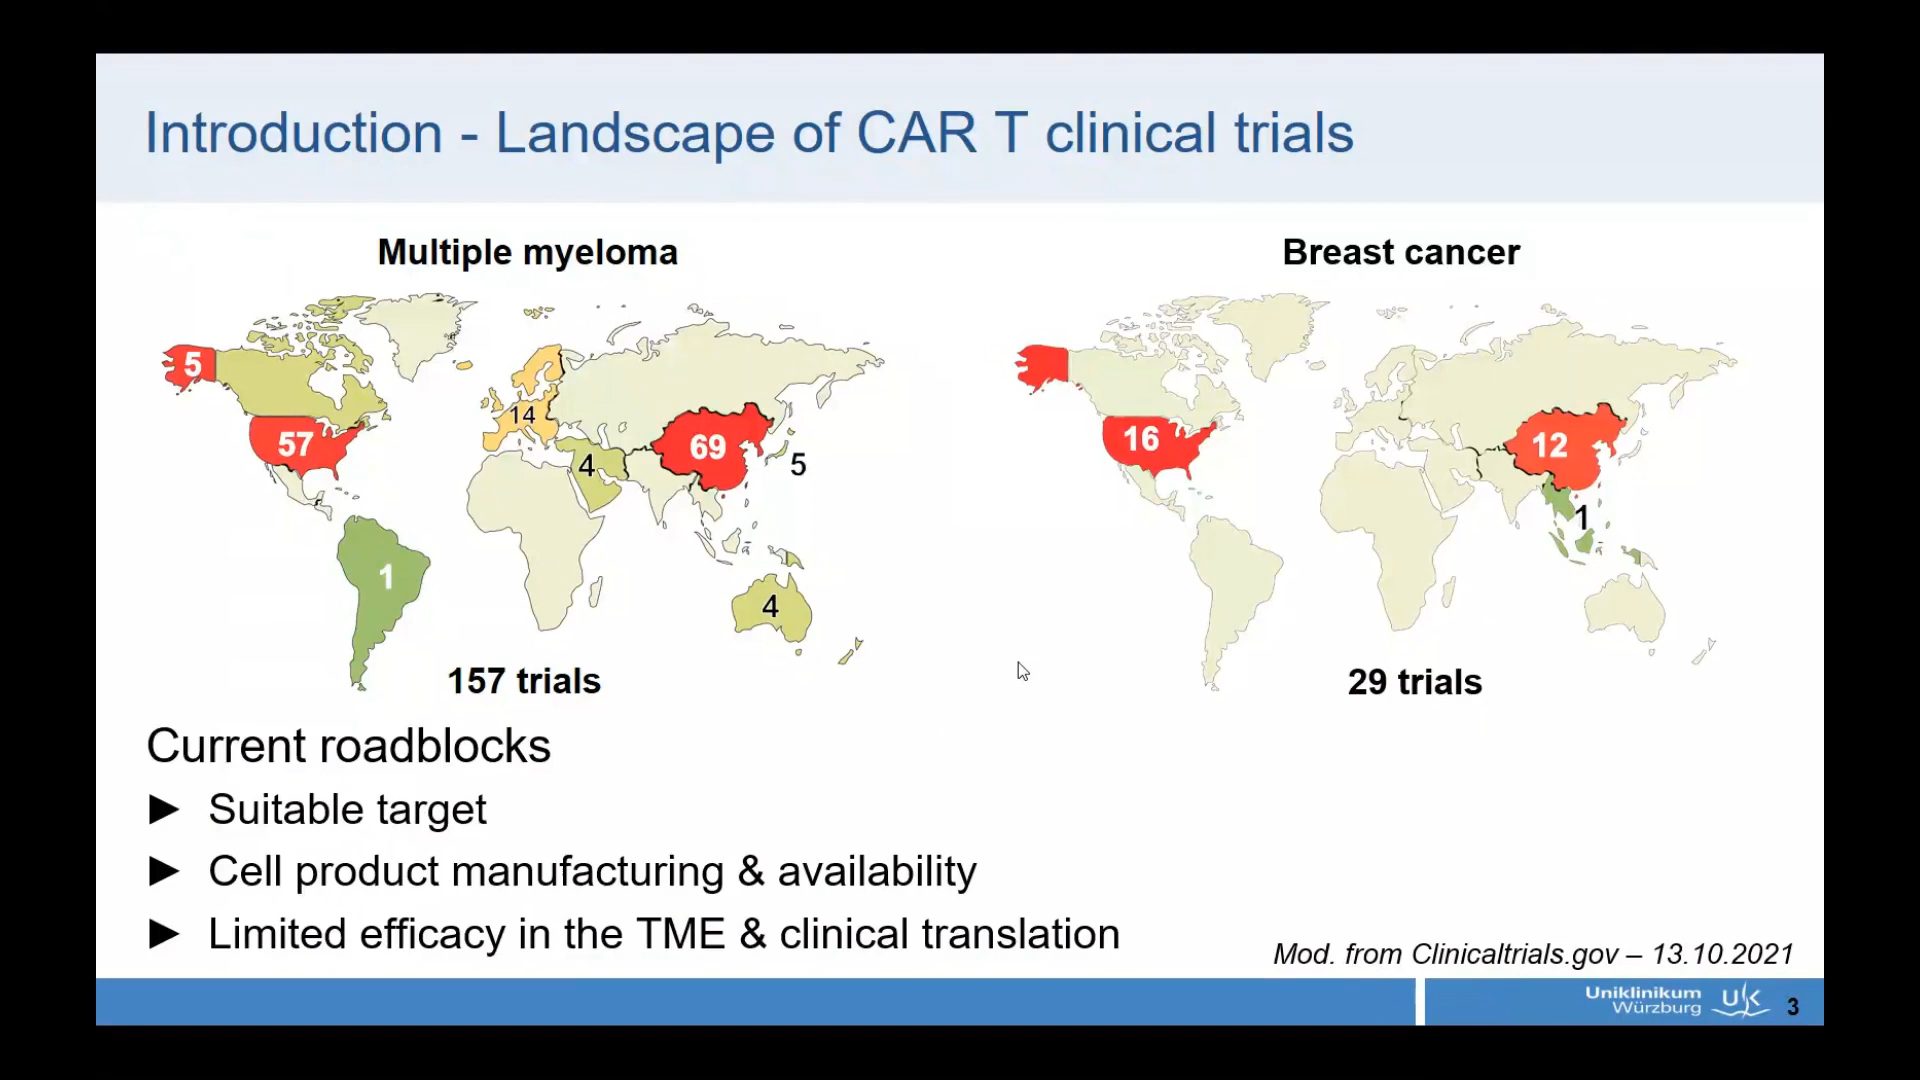 Introduction - Landscape of CAR T clinical trials
Multiple myeloma
Breast cancer
5
57
14
4
69
5
1
4
157 trials
16
12
1
29 trials
Current roadblocks
► Suitable target
► Cell product manufacturing & availability
► Limited efficacy in the TME & clinical translation
Mod. from Clinicaltrials.gov – 13.10.2021
Uniklinikum
Würzburg
UK
3